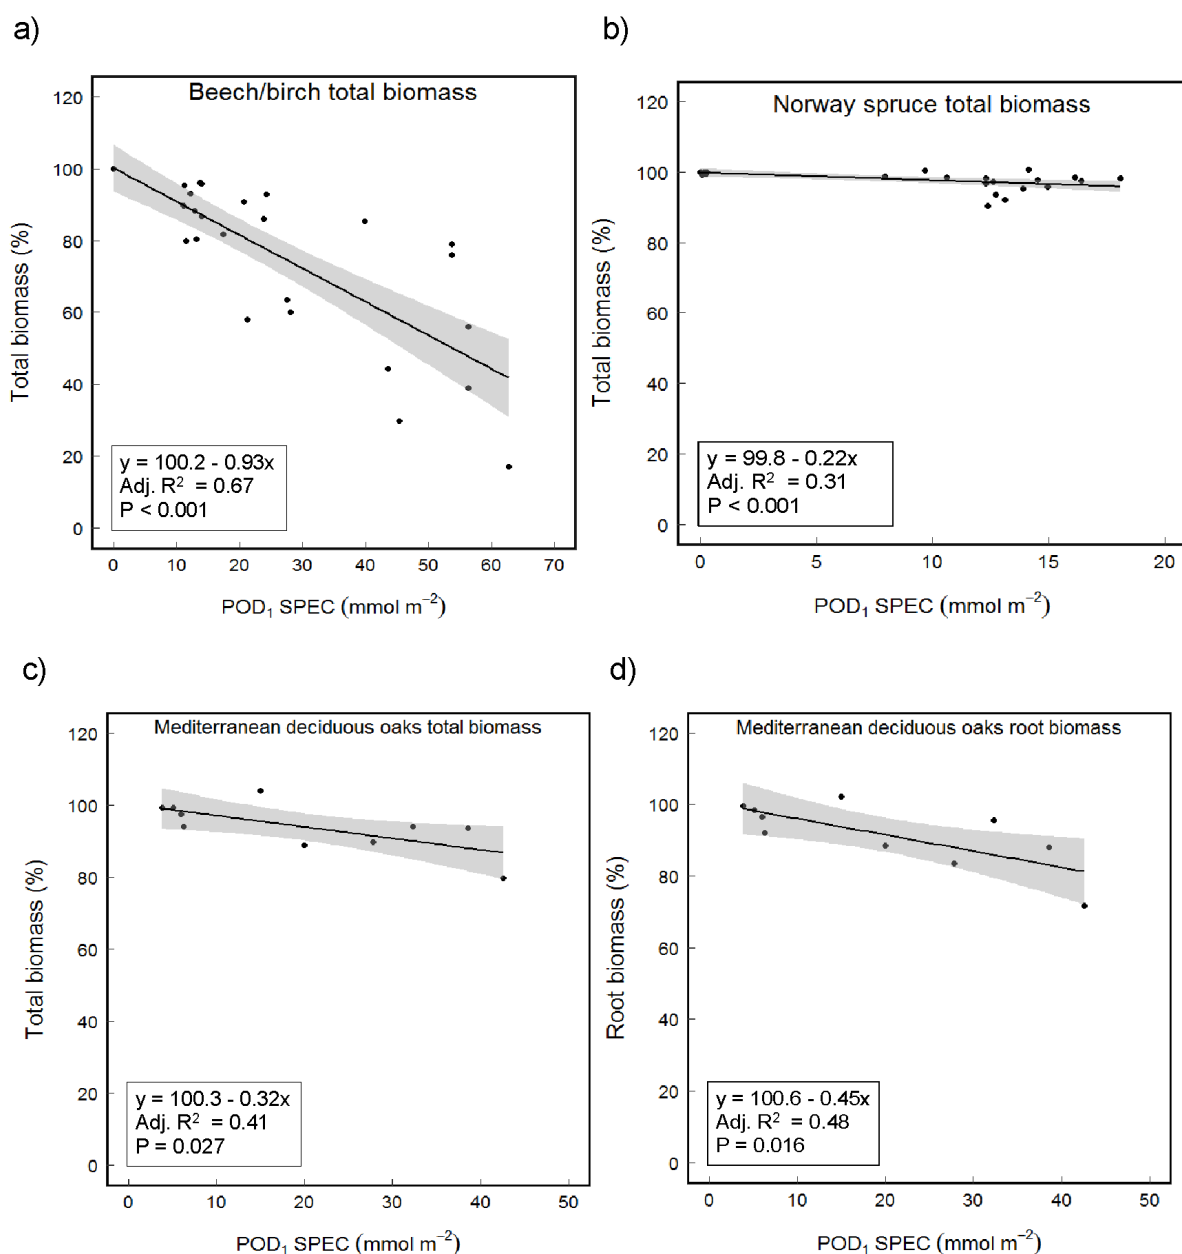 a)
Beech/birch total biomass
120
100
80
60
40
20
0
Total biomass (%)
y = 100.2 - 0.93x
Adj. R² = 0.67
P < 0.001
0 10 20 30 40 50 60 70
POD₁ SPEC (mmol m⁻²)
b)
Norway spruce total biomass
120
100
80
60
40
20
0
Total biomass (%)
y = 99.8 - 0.22x
Adj. R² = 0.31
P < 0.001
0 5 10 15 20
POD₁ SPEC (mmol m⁻²)
c)
Mediterranean deciduous oaks total biomass
120
100
80
60
40
20
0
Total biomass (%)
y = 100.3 - 0.32x
Adj. R² = 0.41
P = 0.027
0 10 20 30 40 50
POD₁ SPEC (mmol m⁻²)
d)
Mediterranean deciduous oaks root biomass
120
100
80
60
40
20
0
Root biomass (%)
y = 100.6 - 0.45x
Adj. R² = 0.48
P = 0.016
0 10 20 30 40 50
POD₁ SPEC (mmol m⁻²)